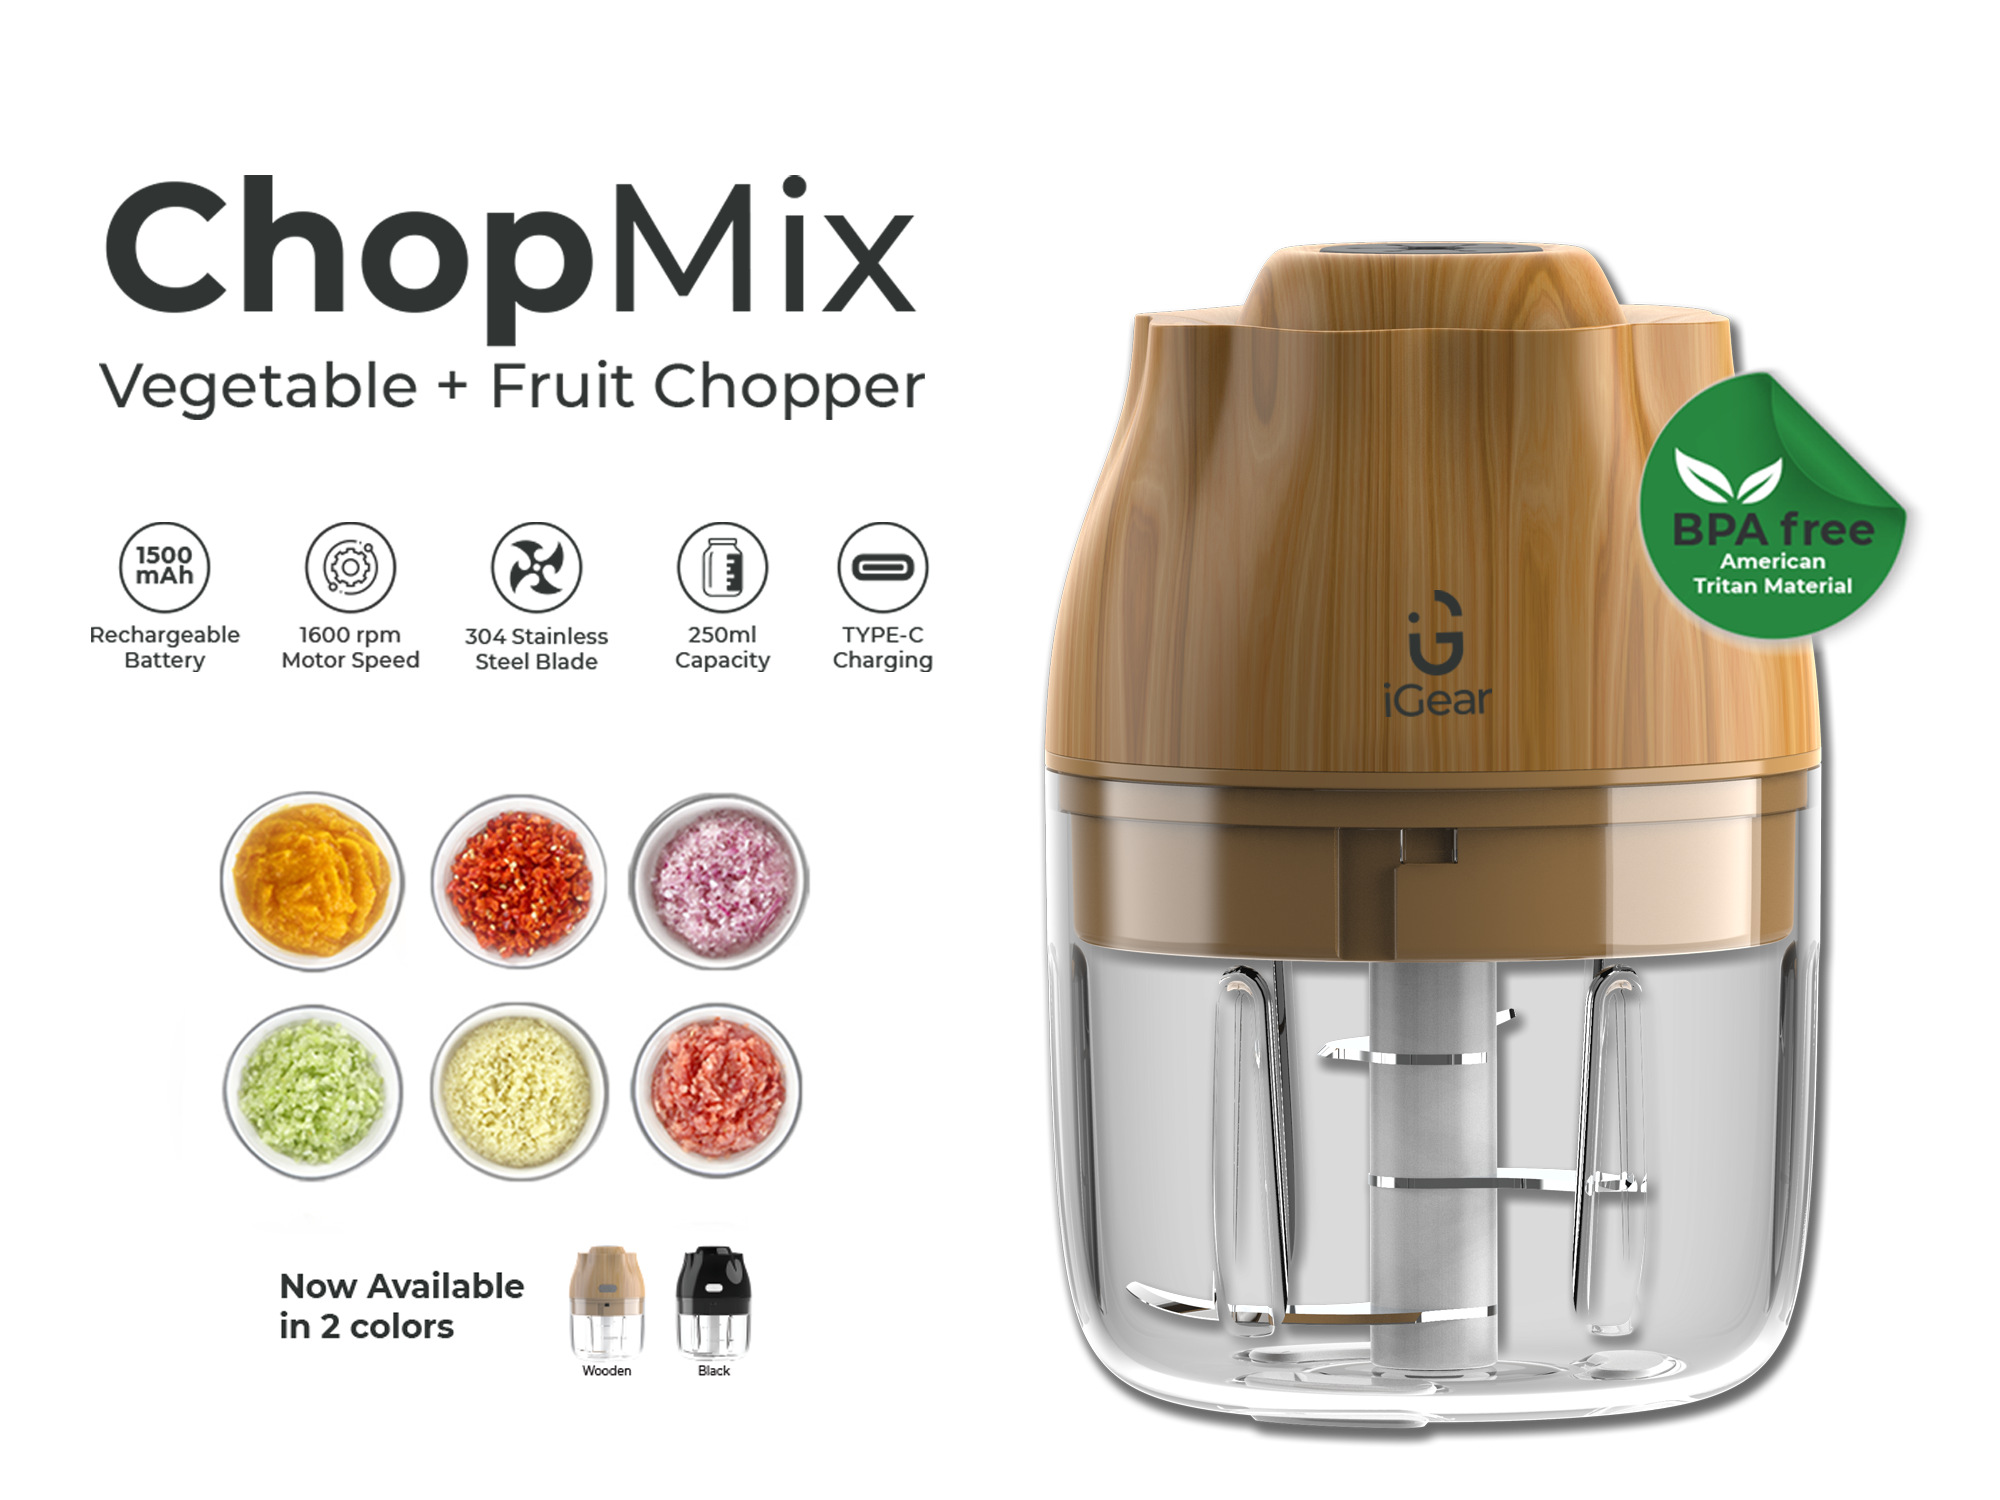 ChopMix
Vegetable + Fruit Chopper
1500
mAh
Rechargeable
Battery
1600 rpm
Motor Speed
304 Stainless
Steel Blade
250ml
Capacity
TYPE-C
Charging
BPA free
American
Tritan Material
iG
iGear
Now Available
in 2 colors
Wooden
Black